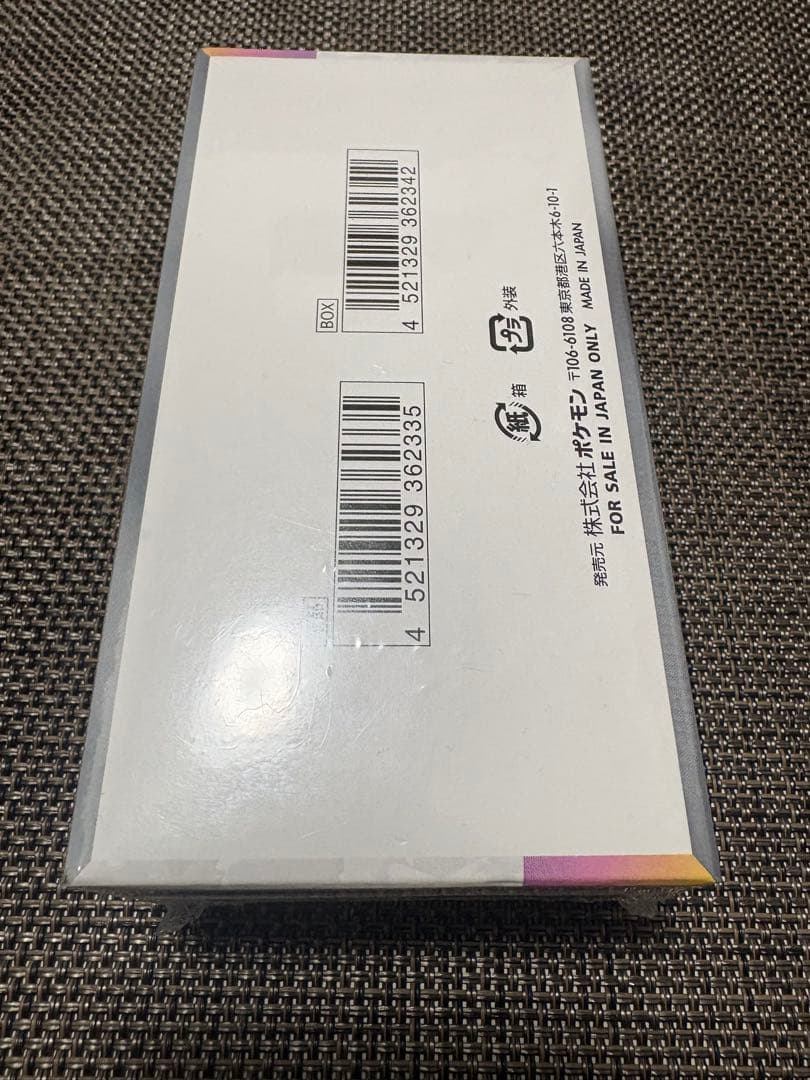 BOX
4 521329 362342
4 521329 362335
紙 箱
プラ 外装
発売元 株式会社ポケモン 〒106-6108 東京都港区六本木6-10-1
FOR SALE IN JAPAN ONLY MADE IN JAPAN